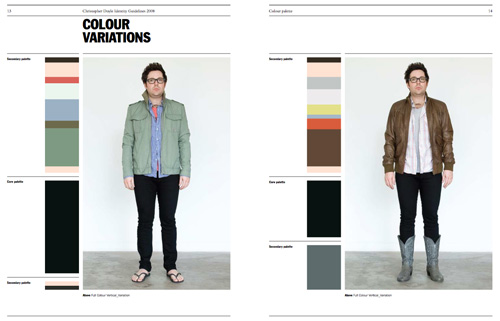 13
Christopher Doyle Identity Guidelines 2008
COLOUR
VARIATIONS
Secondary palette
Core palette
Secondary palette
Above Full Colour Vertical_Variation
Colour palette
14
Secondary palette
Core palette
Secondary palette
Above Full Colour Vertical_Variation